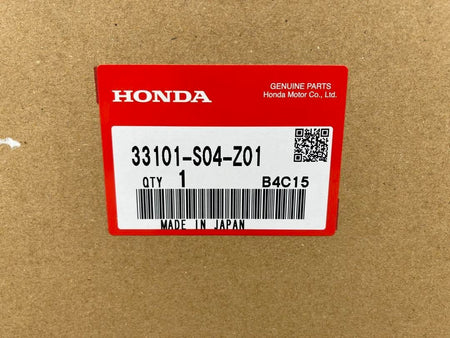 HONDA
GENUINE PARTS
Honda Motor Co., Ltd.
33101-S04-Z01
QTY 1 B4C15
MADE IN JAPAN